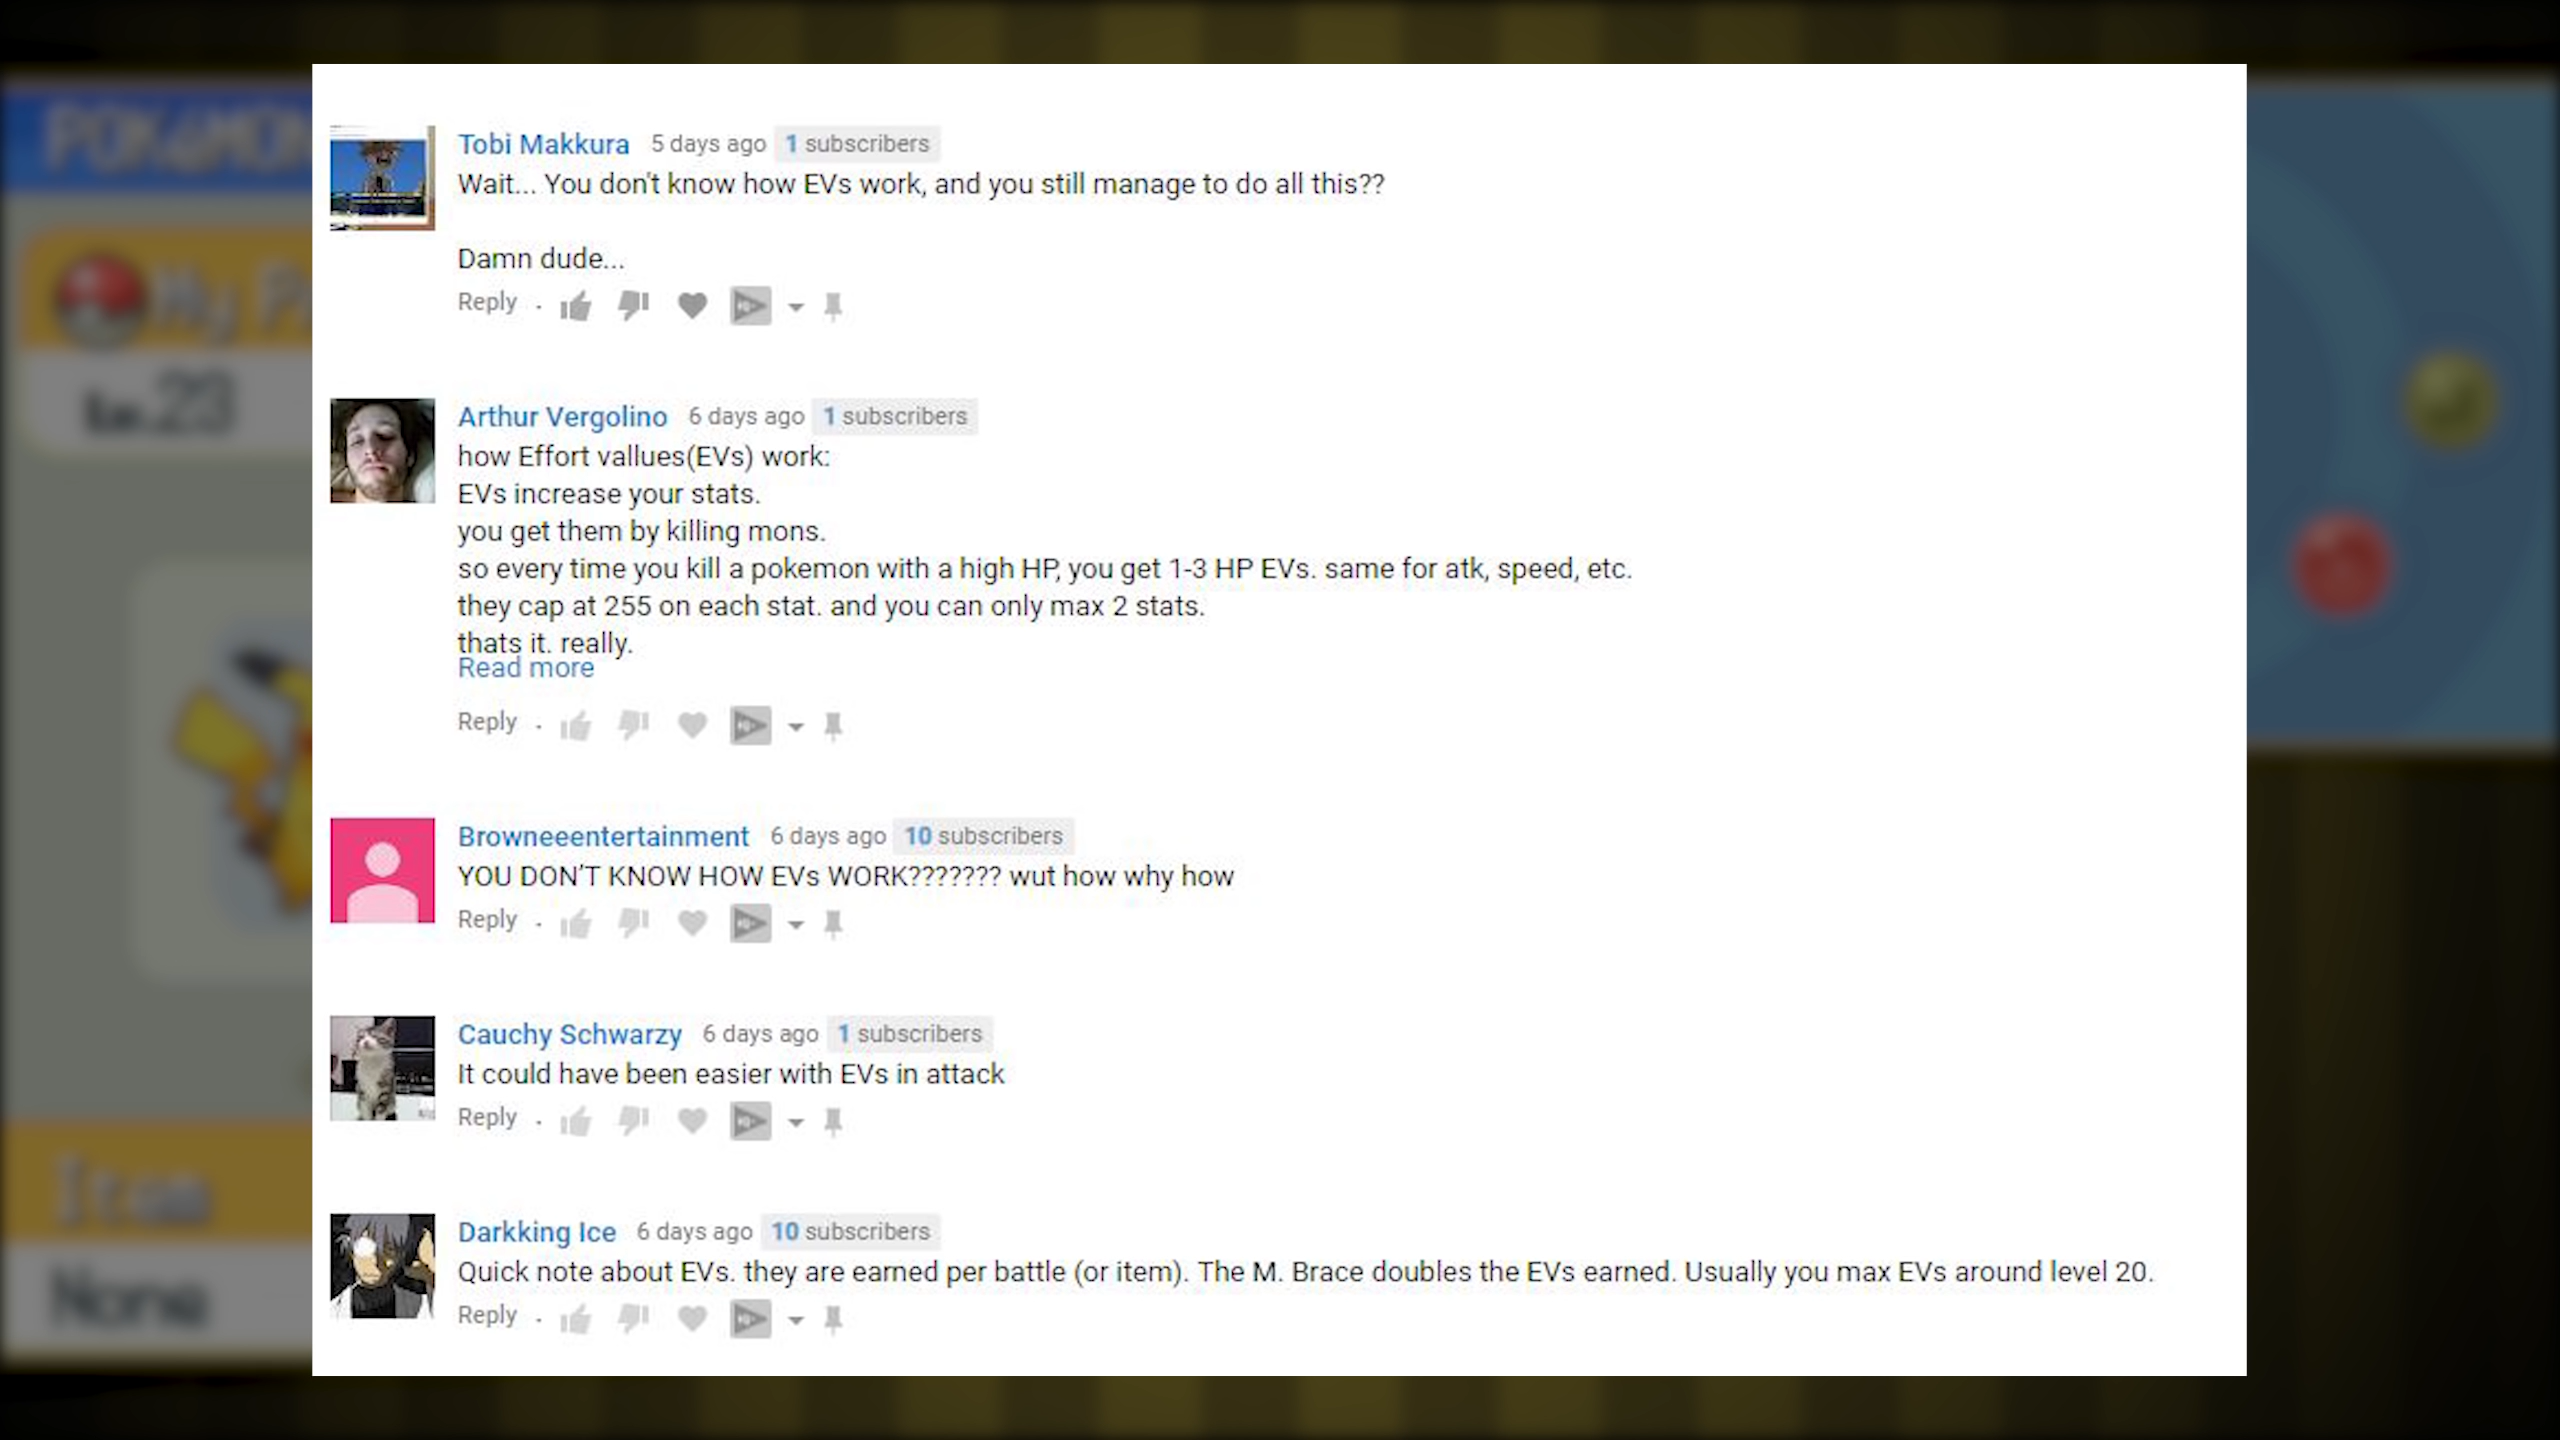 POKéMON
My P
Lv.23
Item
None
Tobi Makkura 5 days ago 1 subscribers
Wait... You don't know how EVs work, and you still manage to do all this??
Damn dude...
Reply .
Arthur Vergolino 6 days ago 1 subscribers
how Effort vallues(EVs) work:
EVs increase your stats.
you get them by killing mons.
so every time you kill a pokemon with a high HP, you get 1-3 HP EVs. same for atk, speed, etc.
they cap at 255 on each stat. and you can only max 2 stats.
thats it. really.
Read more
Reply .
Browneeentertainment 6 days ago 10 subscribers
YOU DON'T KNOW HOW EVs WORK??????? wut how why how
Reply .
Cauchy Schwarzy 6 days ago 1 subscribers
It could have been easier with EVs in attack
Reply .
Darkking Ice 6 days ago 10 subscribers
Quick note about EVs. they are earned per battle (or item). The M. Brace doubles the EVs earned. Usually you max EVs around level 20.
Reply .